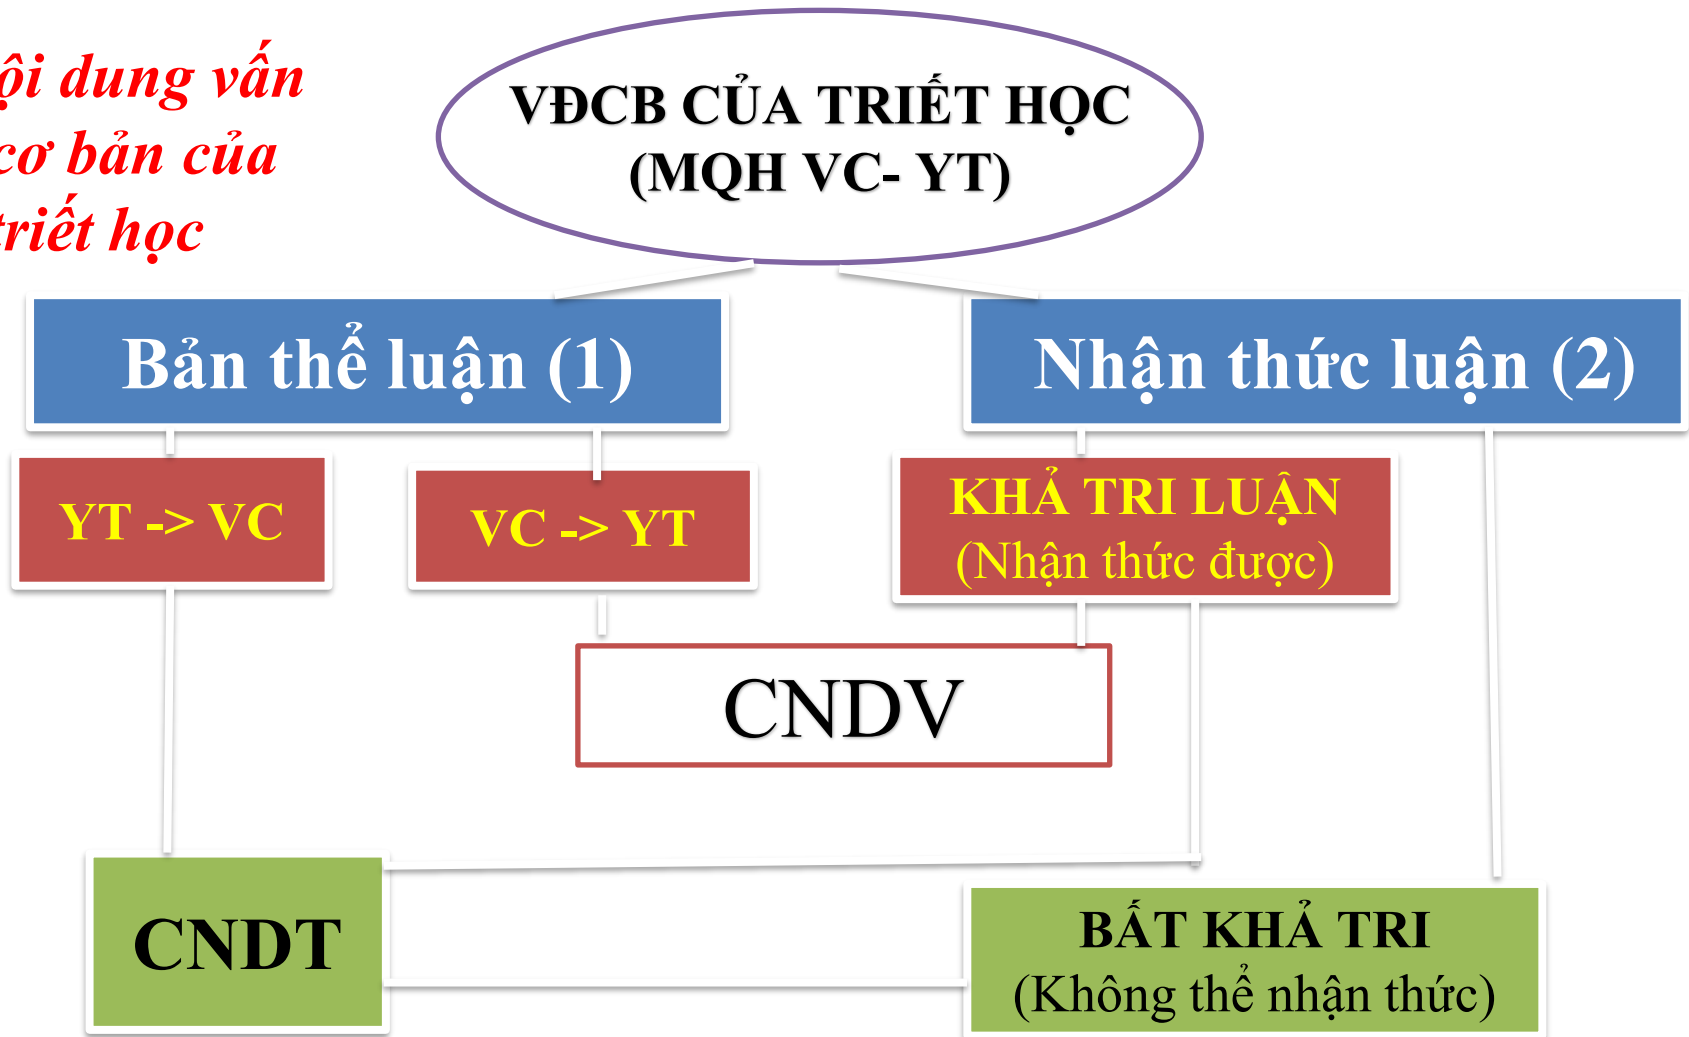 ội dung vấn
cơ bản của
triết học
VĐCB CỦA TRIẾT HỌC
(MQH VC- YT)
Bản thể luận (1)
Nhận thức luận (2)
YT -> VC
VC -> YT
KHẢ TRI LUẬN
(Nhận thức được)
CNDV
CNDT
BẤT KHẢ TRI
(Không thể nhận thức)